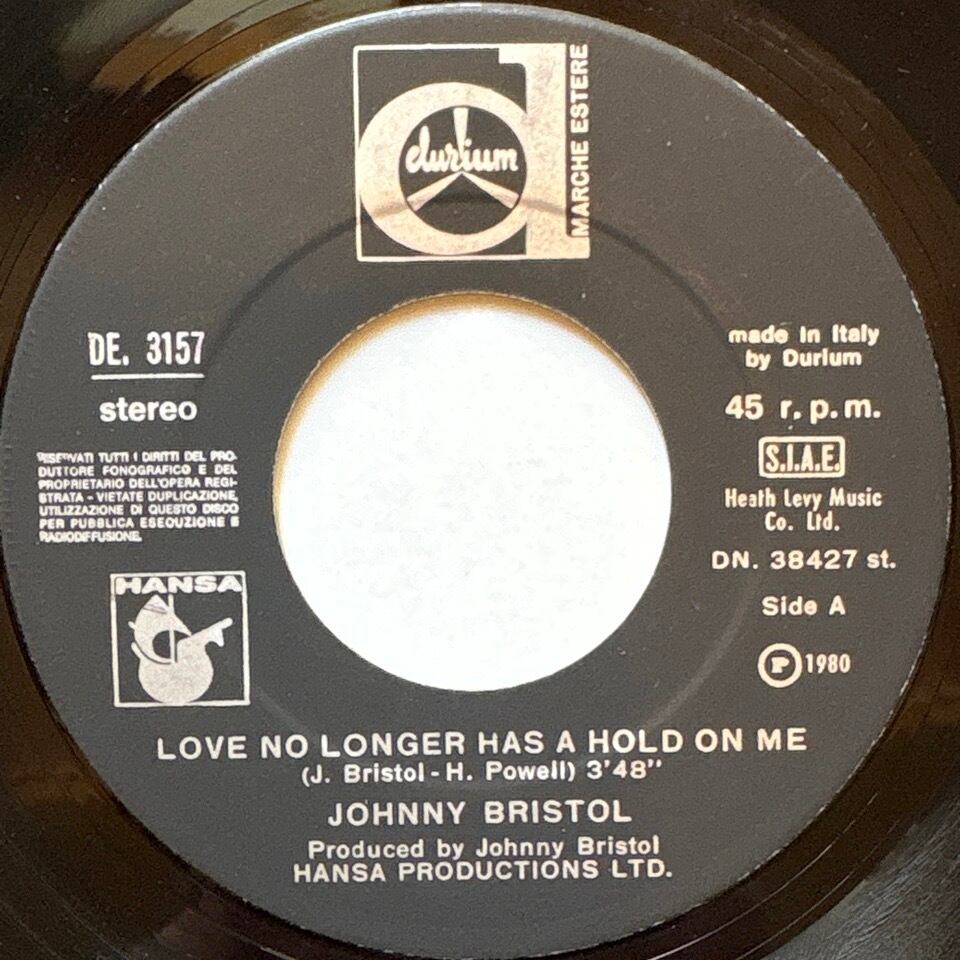 durium
MARCHE ESTERE
DE. 3157
stereo
RISERVATI TUTTI I DIRITTI DEL PRO-
DUTTORE FONOGRAFICO E DEL
PROPRIETARIO DELL'OPERA REGI-
STRATA - VIETATE DUPLICAZIONE,
UTILIZZAZIONE DI QUESTO DISCO
PER PUBBLICA ESECUZIONE E
RADIODIFFUSIONE.
HANSA
made in Italy
by Durium
45 r.p.m.
S.I.A.E.
Heath Levy Music
Co. Ltd.
DN. 38427 st.
Side A
Ⓟ 1980
LOVE NO LONGER HAS A HOLD ON ME
(J. Bristol - H. Powell) 3'48"
JOHNNY BRISTOL
Produced by Johnny Bristol
HANSA PRODUCTIONS LTD.